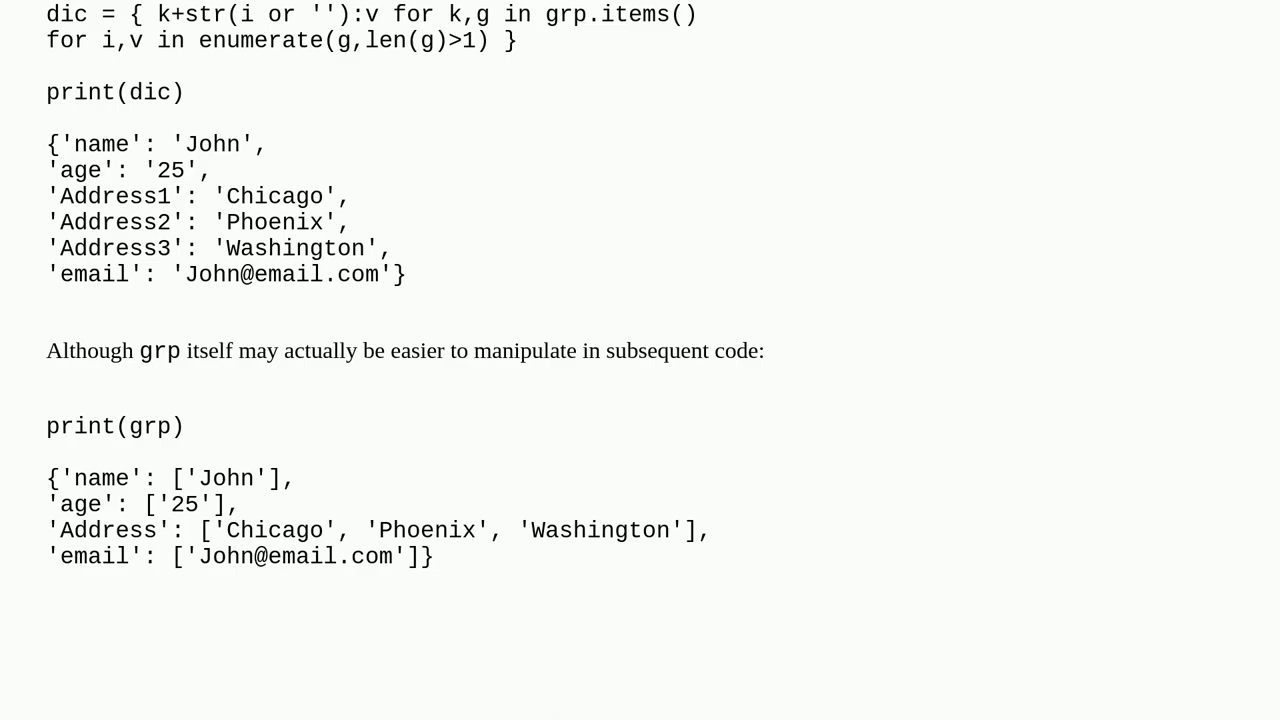 dic = { k+str(i or ''):v for k,g in grp.items()
for i,v in enumerate(g,len(g)>1) }
print(dic)
{'name': 'John',
'age': '25',
'Address1': 'Chicago',
'Address2': 'Phoenix',
'Address3': 'Washington',
'email': 'John@email.com'}
Although grp itself may actually be easier to manipulate in subsequent code:
print(grp)
{'name': ['John'],
'age': ['25'],
'Address': ['Chicago', 'Phoenix', 'Washington'],
'email': ['John@email.com']}